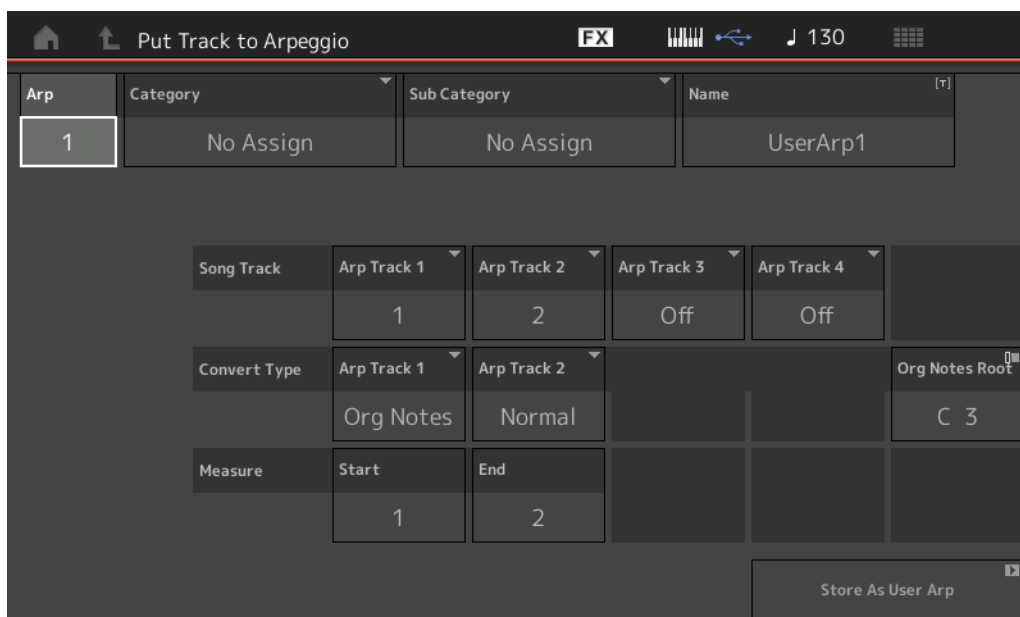 Put Track to Arpeggio FX ♩ 130
Arp Category Sub Category Name [T]
1 No Assign No Assign UserArp1
Song Track Arp Track 1 Arp Track 2 Arp Track 3 Arp Track 4
1 2 Off Off
Convert Type Arp Track 1 Arp Track 2 Org Notes Root
Org Notes Normal C 3
Measure Start End
1 2
Store As User Arp